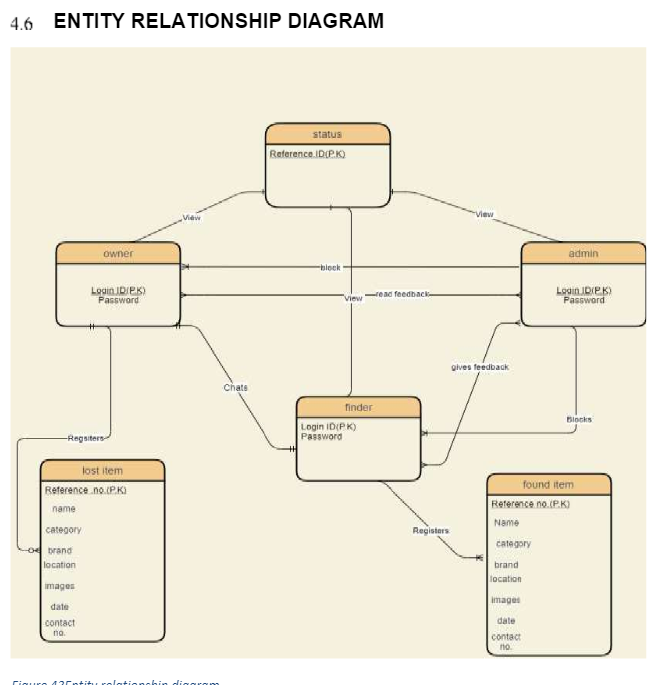 4.6 ENTITY RELATIONSHIP DIAGRAM
status
Reference ID(P.K)
View
View
owner
Login ID(P.K)
Password
admin
Login ID(P.K)
Password
block
View
read feedback
gives feedback
Chats
finder
Login ID(P.K)
Password
Blocks
Regsiters
lost item
Reference .no.(P.K)
name
category
brand
location
images
date
contact
no.
Registers
found item
Reference no.(P.K)
Name
category
brand
location
images
date
contact
no.
Figure 42Entity relationship diagram